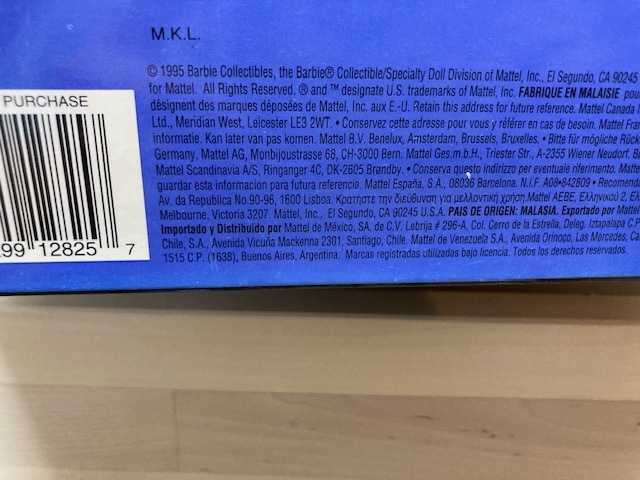 M.K.L.
PURCHASE
© 1995 Barbie Collectibles, the Barbie® Collectible/Specialty Doll Division of Mattel, Inc., El Segundo, CA 90245
for Mattel. All Rights Reserved. ® and ™ designate U.S. trademarks of Mattel, Inc. FABRIQUE EN MALAISIE pou
désignent des marques déposées de Mattel, Inc. aux E.-U. Retain this address for future reference. Mattel Canada
Ltd., Meridian West, Leicester LE3 2WT. • Conservez cette adresse pour vous y référer en cas de besoin. Mattel Fran
informatie. Kan later van pas komen. Mattel B.V. Benelux, Amsterdam, Brussels, Bruxelles. • Bitte für mögliche Rück
Germany. Mattel AG, Monbijoustrasse 68, CH-3000 Bern. Mattel Ges.m.b.H., Triester Str., A-2355 Wiener Neudorf.
Mattel Scandinavia A/S, Ringager 4C, DK-2605 Brøndby. • Conserva questo indirizzo per eventuale riferimento. Mattel
guardar esta informacion para futura referencia. Mattel España, S.A., 08036 Barcelona. N.I.F. A08-842809 • Recomend
Av. da Republica No 90-96, 1600 Lisboa. Κρατήστε την διεύθυνση για μελλοντική χρήση. Mattel AEBE, Ελληνικού 2,
Melbourne, Victoria 3207. Mattel, Inc., El Segundo, CA 90245 U.S.A. PAIS DE ORIGEN: MALASIA. Exportado por Mattel
Importado y Distribuido por Mattel de México, SA. de C.V. Lebrija # 296-A, Col. Cerro de la Estrella, Deleg. Iztapalapa C.P
Chile, S.A., Avenida Vicuña Mackenna 2301, Santiago, Chile. Mattel de Venezuela S.A., Avenida Orinoco, Las Mercedes, Ca
1515 C.P. (1638), Buenos Aires, Argentina. Marcas registradas utilizadas bajo licencia. Todos los derechos reservados.
99 12825 7